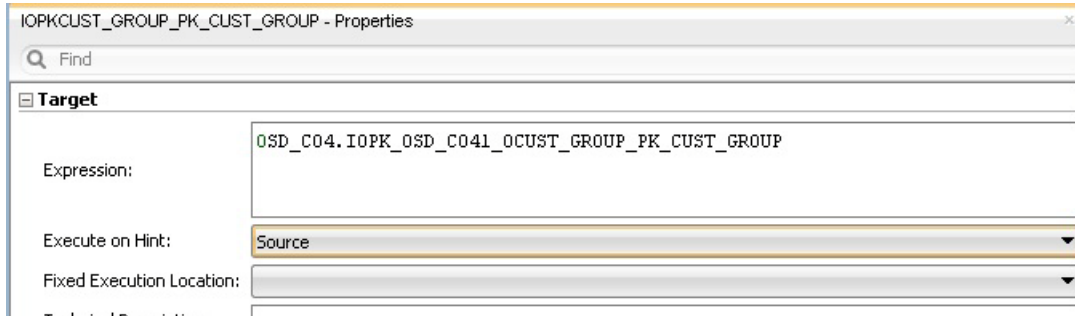 IOPKCUST_GROUP_PK_CUST_GROUP - Properties
Find
Target
Expression:
OSD_C04.IOPK_OSD_C041_OCUST_GROUP_PK_CUST_GROUP
Execute on Hint:
Source
Fixed Execution Location: